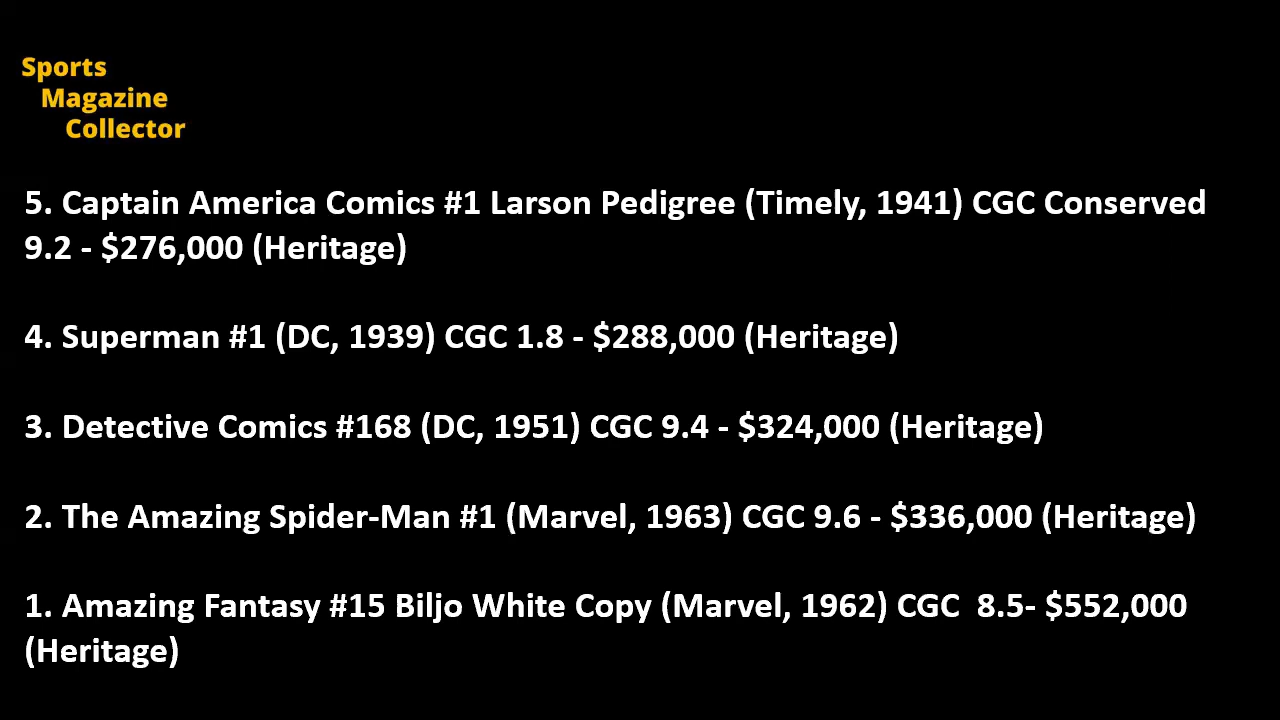 Sports
Magazine
Collector
5. Captain America Comics #1 Larson Pedigree (Timely, 1941) CGC Conserved
9.2 - $276,000 (Heritage)
4. Superman #1 (DC, 1939) CGC 1.8 - $288,000 (Heritage)
3. Detective Comics #168 (DC, 1951) CGC 9.4 - $324,000 (Heritage)
2. The Amazing Spider-Man #1 (Marvel, 1963) CGC 9.6 - $336,000 (Heritage)
1. Amazing Fantasy #15 Biljo White Copy (Marvel, 1962) CGC  8.5- $552,000
(Heritage)